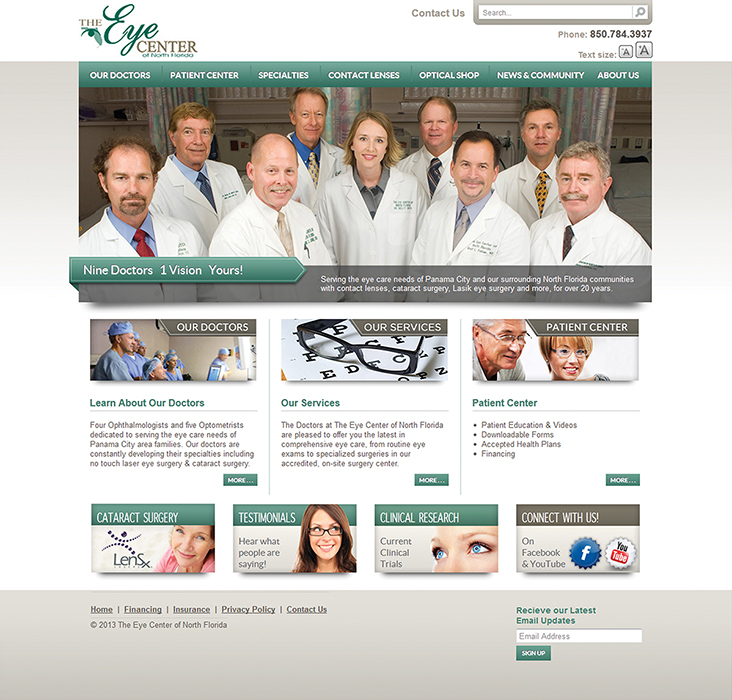 THE Eye CENTER
of North Florida
Contact Us
Search...
Phone: 850.784.3937
Text size: A A
OUR DOCTORS PATIENT CENTER SPECIALTIES CONTACT LENSES OPTICAL SHOP NEWS & COMMUNITY ABOUT US
Nine Doctors 1 Vision Yours!
Serving the eye care needs of Panama City and our surrounding North Florida communities
with contact lenses, cataract surgery, Lasik eye surgery and more, for over 20 years.
OUR DOCTORS
Learn About Our Doctors
Four Ophthalmologists and five Optometrists
dedicated to serving the eye care needs of
Panama City area families. Our doctors are
constantly developing their specialties including
no touch laser eye surgery & cataract surgery.
MORE...
OUR SERVICES
Our Services
The Doctors at The Eye Center of North Florida
are pleased to offer you the latest in
comprehensive eye care, from routine eye
exams to specialized surgeries in our
accredited, on-site surgery center.
MORE...
PATIENT CENTER
Patient Center
• Patient Education & Videos
• Downloadable Forms
• Accepted Health Plans
• Financing
MORE...
CATARACT SURGERY
LenSx
TESTIMONIALS
Hear what
people are
saying!
CLINICAL RESEARCH
Current
Clinical
Trials
CONNECT WITH US!
On
Facebook
& YouTube
f
You
Tube
Home | Financing | Insurance | Privacy Policy | Contact Us
© 2013 The Eye Center of North Florida
Recieve our Latest
Email Updates
Email Address
SIGN UP